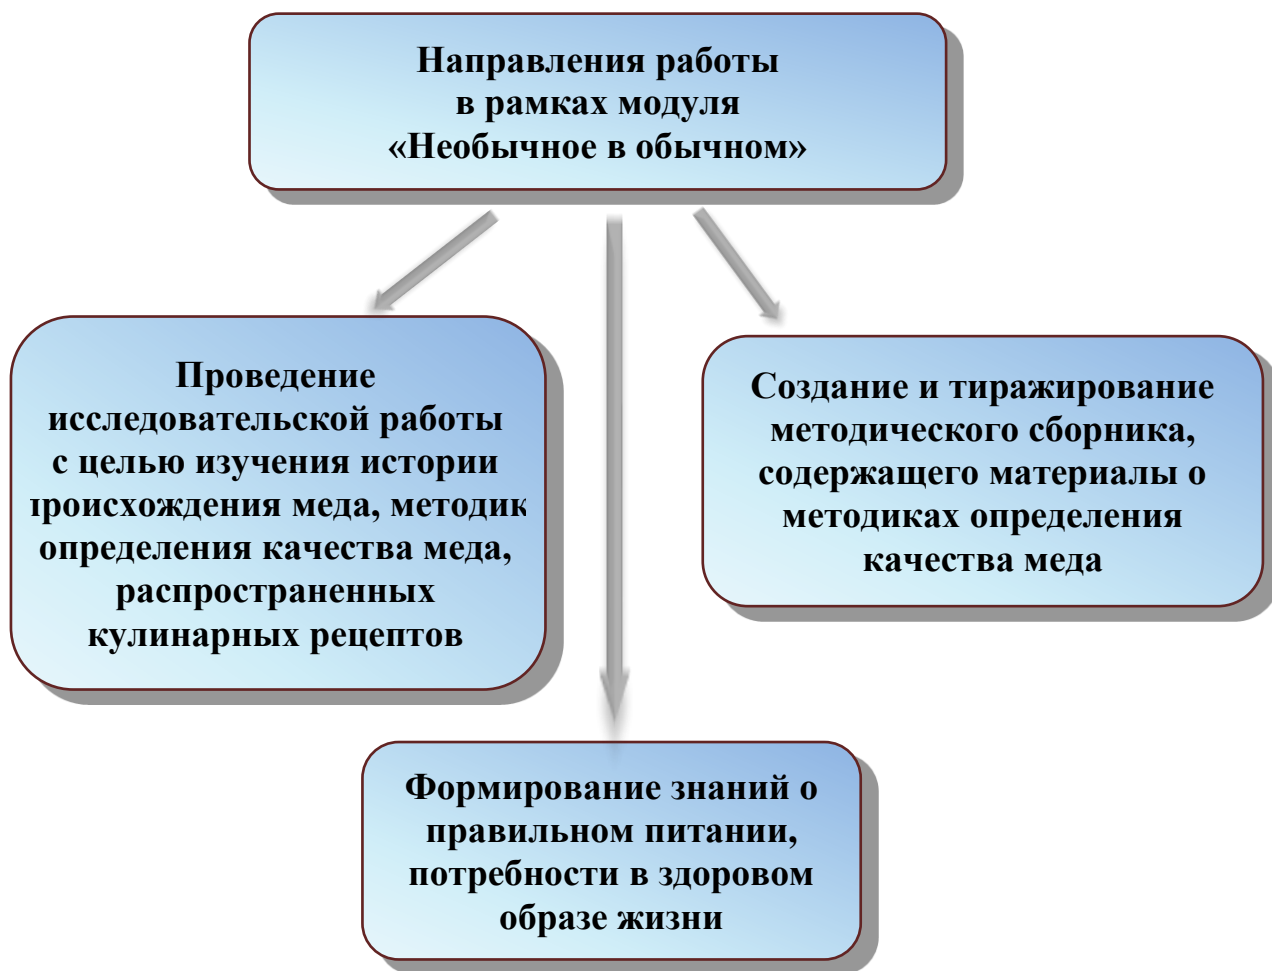 Направления работы
в рамках модуля
«Необычное в обычном»
Проведение
исследовательской работы
с целью изучения истории
происхождения меда, методик
определения качества меда,
распространенных
кулинарных рецептов
Создание и тиражирование
методического сборника,
содержащего материалы о
методиках определения
качества меда
Формирование знаний о
правильном питании,
потребности в здоровом
образе жизни